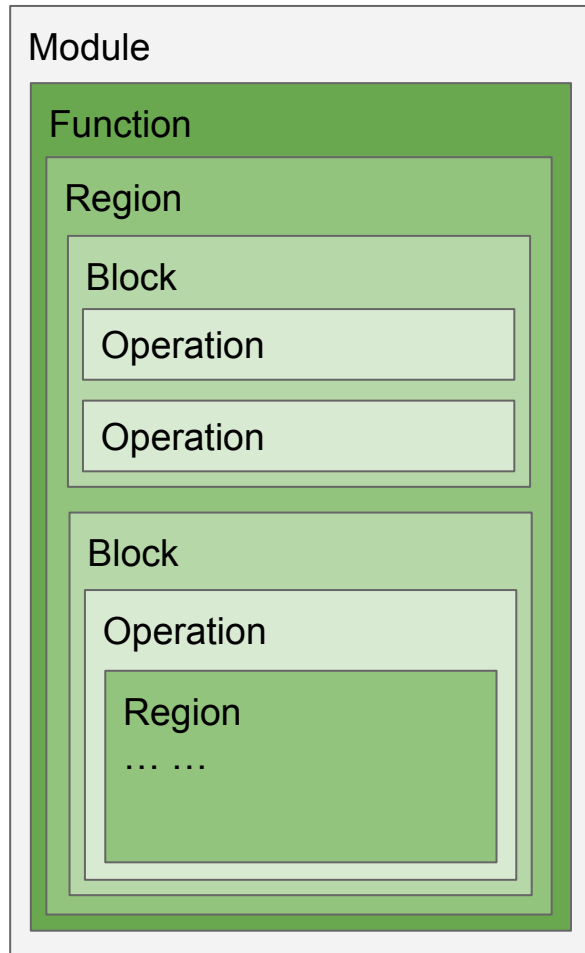 Module
Function
Region
Block
Operation
Operation
Block
Operation
Region
… …